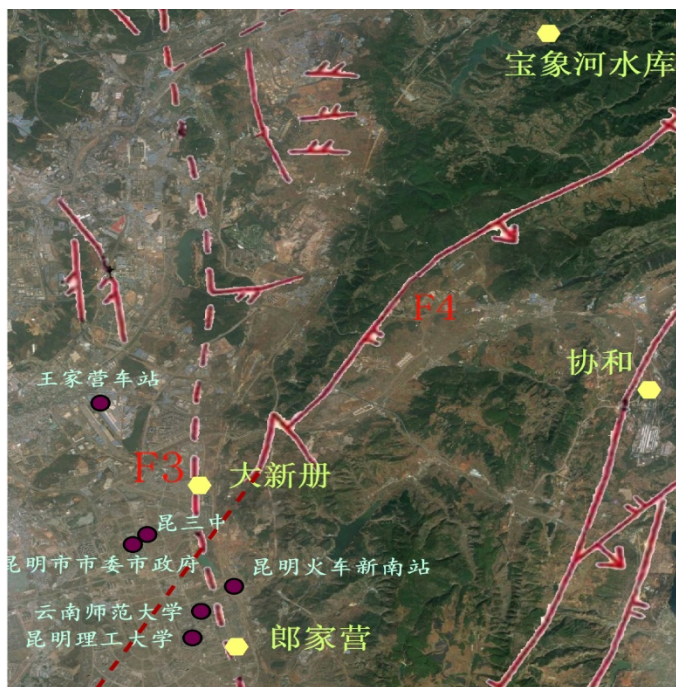 宝象河水库
F4
协和
王家营车站
F3
大新册
昆三中
昆明市市委市政府
昆明火车新南站
云南师范大学
昆明理工大学
郎家营